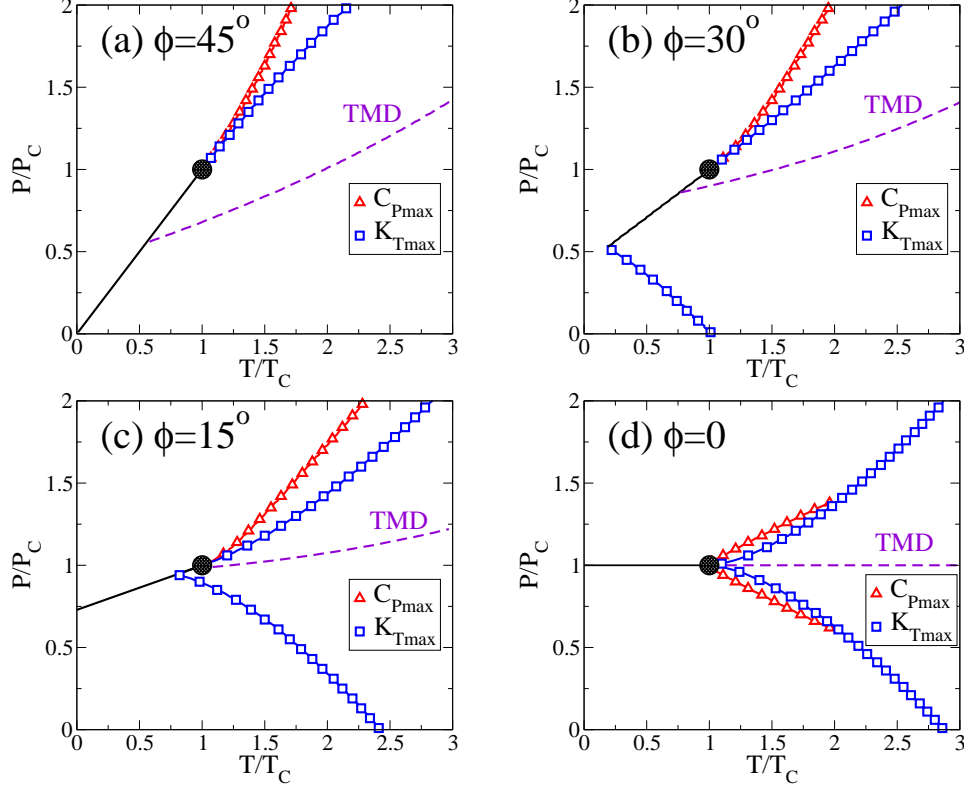 (a) ϕ=45°
2
1.5
1
0.5
0
P/P_C
TMD
C_Pmax
K_Tmax
0 0.5 1 1.5 2 2.5 3
T/T_C
(b) ϕ=30°
2
1.5
1
0.5
0
P/P_C
TMD
C_Pmax
K_Tmax
0 0.5 1 1.5 2 2.5 3
T/T_C
(c) ϕ=15°
2
1.5
1
0.5
0
P/P_C
TMD
C_Pmax
K_Tmax
0 0.5 1 1.5 2 2.5 3
T/T_C
(d) ϕ=0
2
1.5
1
0.5
0
P/P_C
TMD
C_Pmax
K_Tmax
0 0.5 1 1.5 2 2.5 3
T/T_C